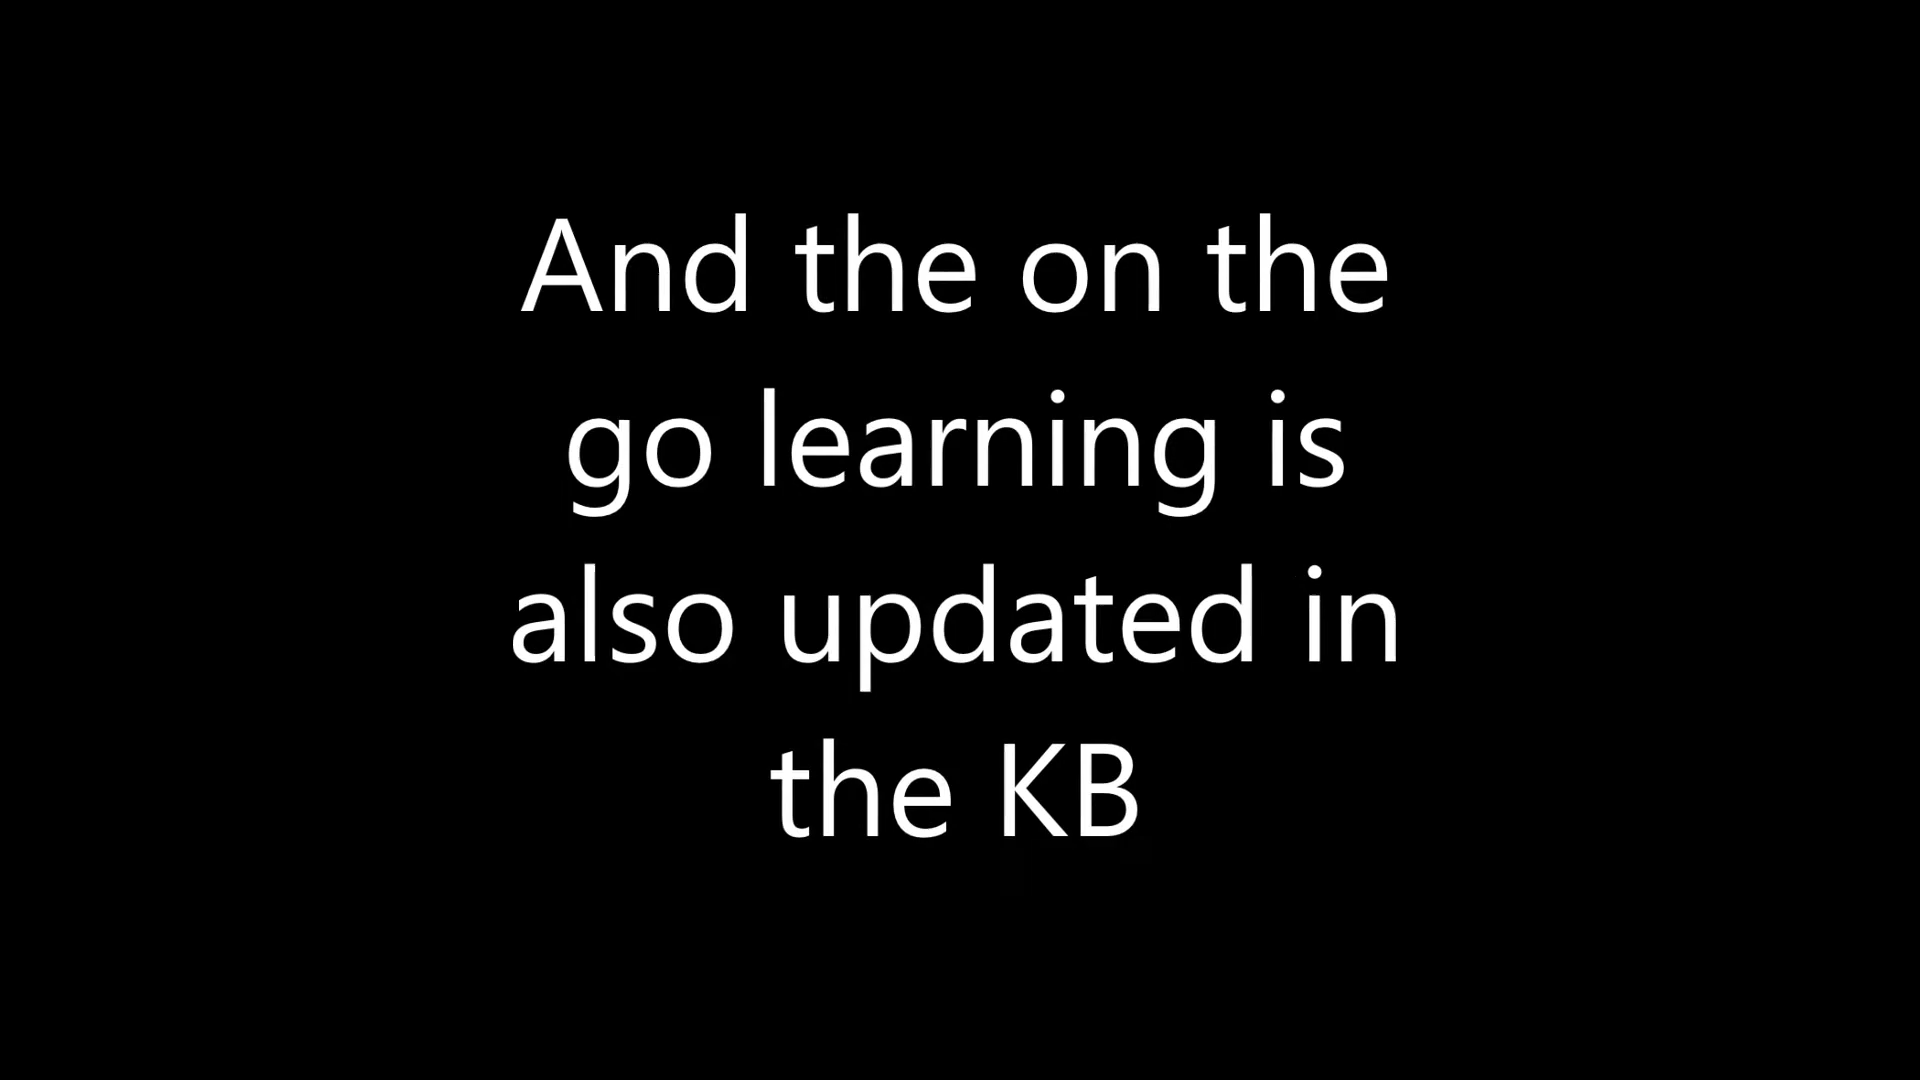 And the on the
go learning is
also updated in
the KB